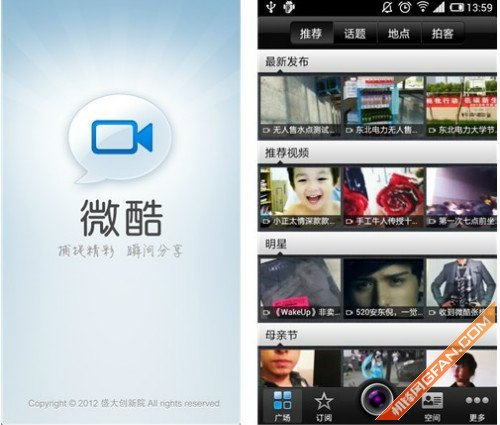 微酷
捕捉精彩 瞬间分享
Copyright © 2012 盛大创新院 All rights reserved
13:59
推荐 话题 地点 拍客
最新发布
无人售水点测试... 东北电力无人售... 东北电力大学节...
推荐视频
小正太情深款款... 手工牛人传授十... 第一次七点前坐...
明星
《WakeUp》非卖... 520安东倪，一觉... 收到微酷张杰
母亲节
广场 订阅 空间 更多
GFAN.COM